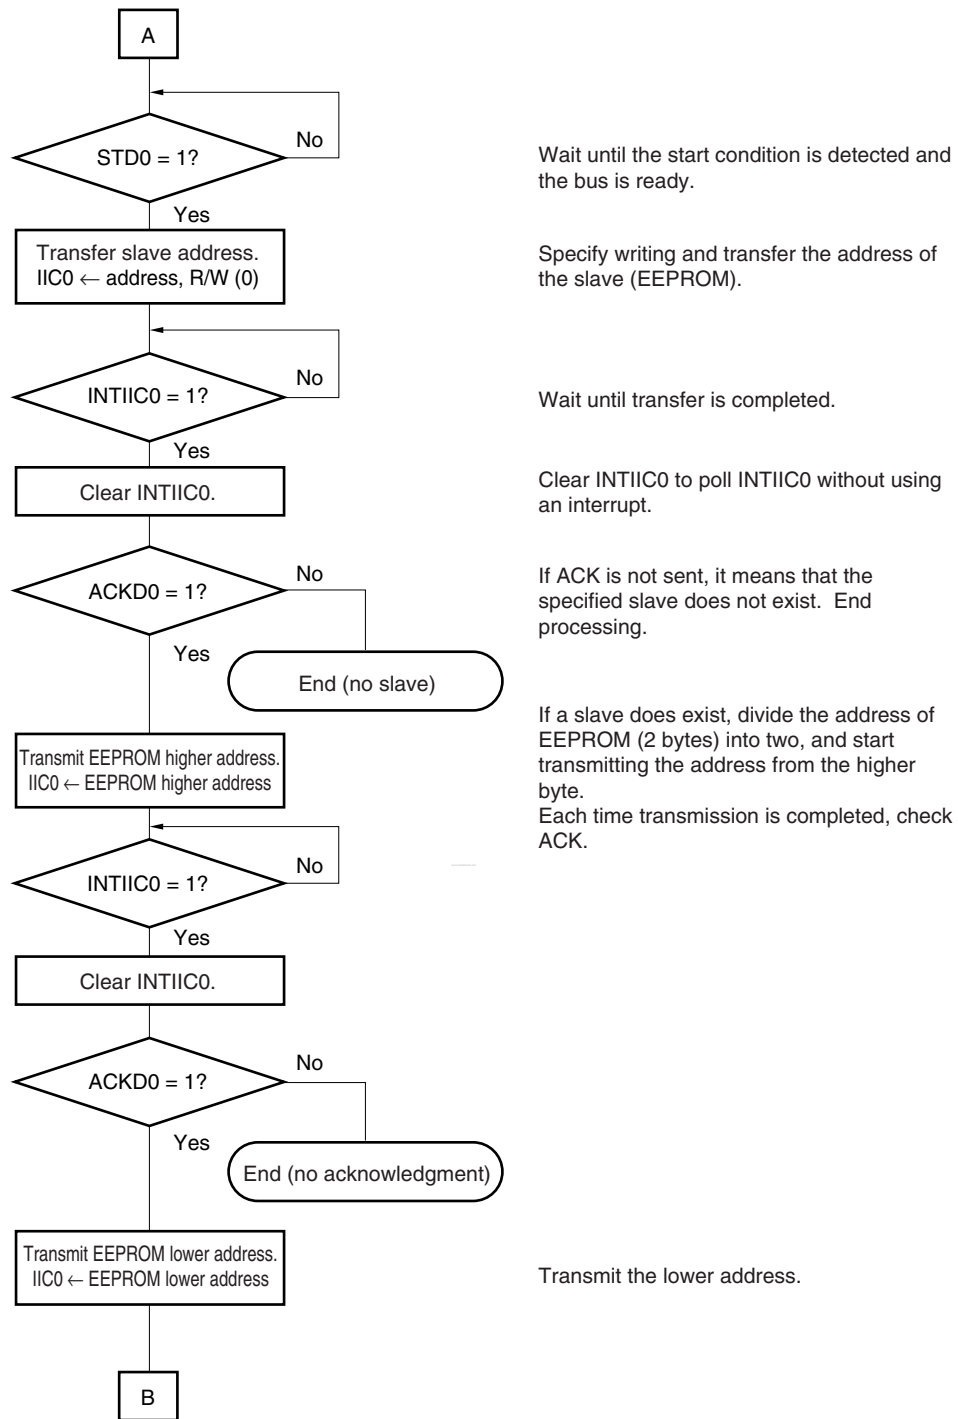 A
No
STD0 = 1?
Wait until the start condition is detected and
the bus is ready.
Yes
Transfer slave address.
IIC0 ← address, R/W (0)
Specify writing and transfer the address of
the slave (EEPROM).
No
INTIIC0 = 1?
Wait until transfer is completed.
Yes
Clear INTIIC0.
Clear INTIIC0 to poll INTIIC0 without using
an interrupt.
No
ACKD0 = 1?
If ACK is not sent, it means that the
specified slave does not exist.  End
processing.
Yes
End (no slave)
If a slave does exist, divide the address of
EEPROM (2 bytes) into two, and start
transmitting the address from the higher
byte.
Each time transmission is completed, check
ACK.
Transmit EEPROM higher address.
IIC0 ← EEPROM higher address
No
INTIIC0 = 1?
Yes
Clear INTIIC0.
No
ACKD0 = 1?
Yes
End (no acknowledgment)
Transmit EEPROM lower address.
IIC0 ← EEPROM lower address
Transmit the lower address.
B